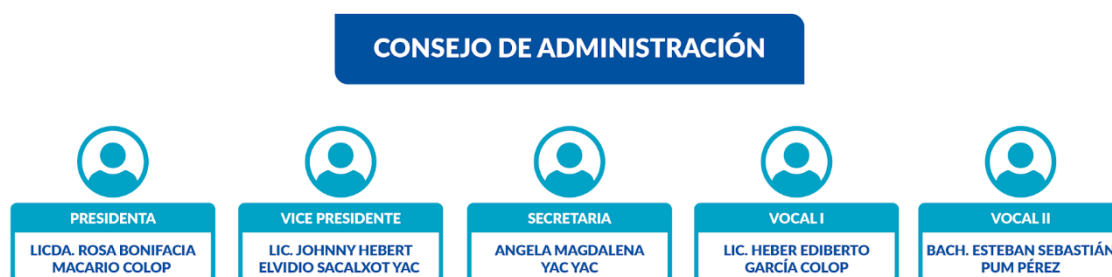 CONSEJO DE ADMINISTRACIÓN
PRESIDENTA
LICDA. ROSA BONIFACIA
MACARIO COLOP
VICE PRESIDENTE
LIC. JOHNNY HEBERT
ELVIDIO SACALXOT YAC
SECRETARIA
ANGELA MAGDALENA
YAC YAC
VOCAL I
LIC. HEBER EDIBERTO
GARCÍA COLOP
VOCAL II
BACH. ESTEBAN SEBASTIÁN
PUM PÉREZ